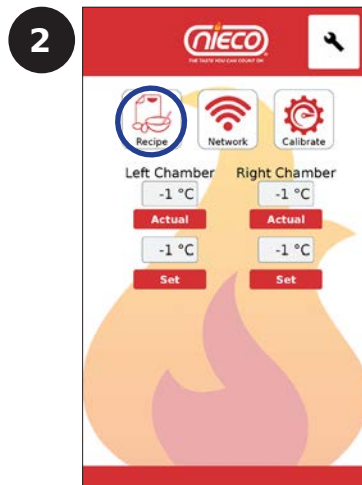 2
nieco
THE TASTE YOU CAN COUNT ON
Recipe
Network
Calibrate
Left Chamber Right Chamber
-1 °C -1 °C
Actual Actual
-1 °C -1 °C
Set Set